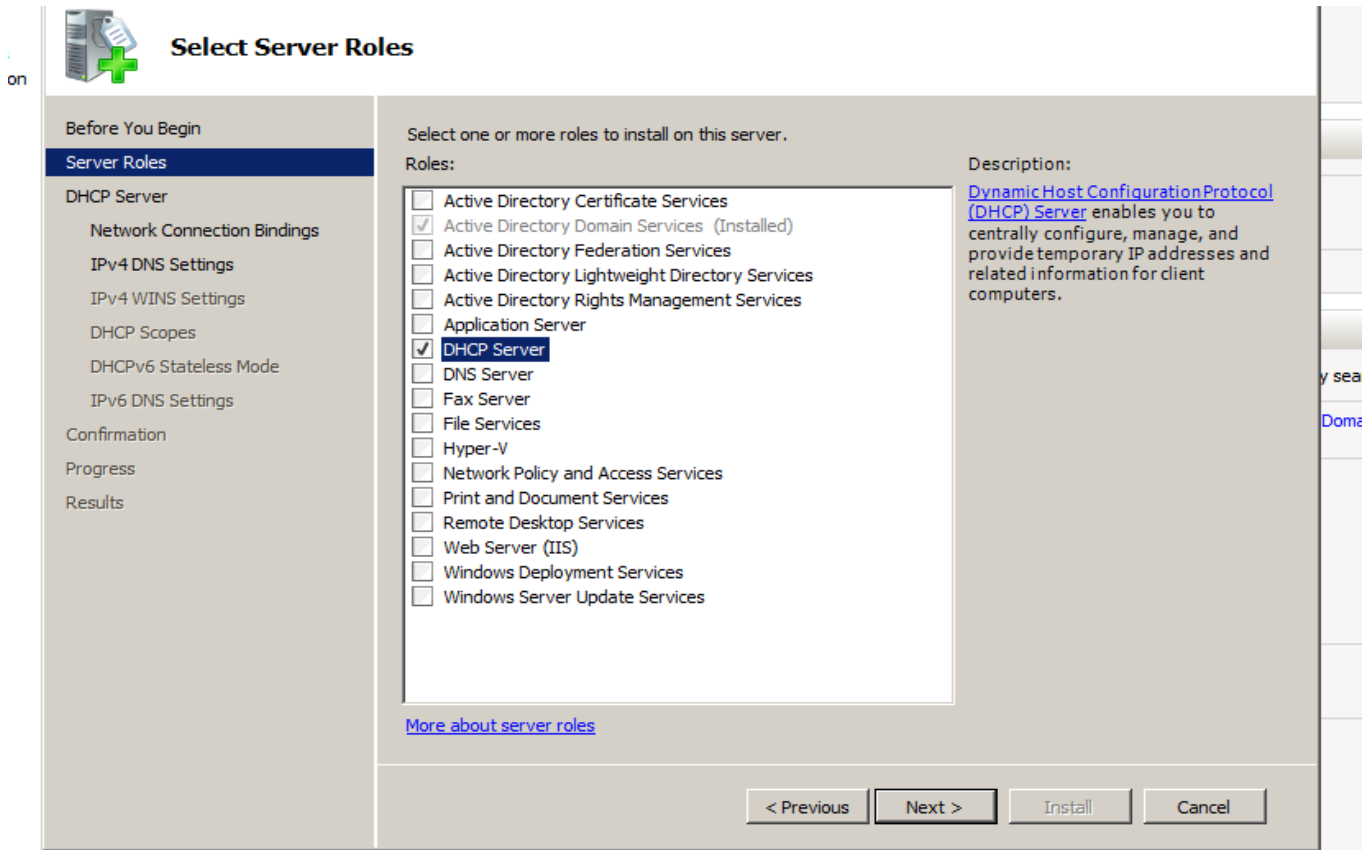 Select Server Roles
on
Before You Begin
Server Roles
DHCP Server
Network Connection Bindings
IPv4 DNS Settings
IPv4 WINS Settings
DHCP Scopes
DHCPv6 Stateless Mode
IPv6 DNS Settings
Confirmation
Progress
Results
Select one or more roles to install on this server.
Roles:
Active Directory Certificate Services
Active Directory Domain Services (Installed)
Active Directory Federation Services
Active Directory Lightweight Directory Services
Active Directory Rights Management Services
Application Server
DHCP Server
DNS Server
Fax Server
File Services
Hyper-V
Network Policy and Access Services
Print and Document Services
Remote Desktop Services
Web Server (IIS)
Windows Deployment Services
Windows Server Update Services
More about server roles
Description:
Dynamic Host Configuration Protocol
(DHCP) Server enables you to
centrally configure, manage, and
provide temporary IP addresses and
related information for client
computers.
y sea
Doma
< Previous
Next >
Install
Cancel